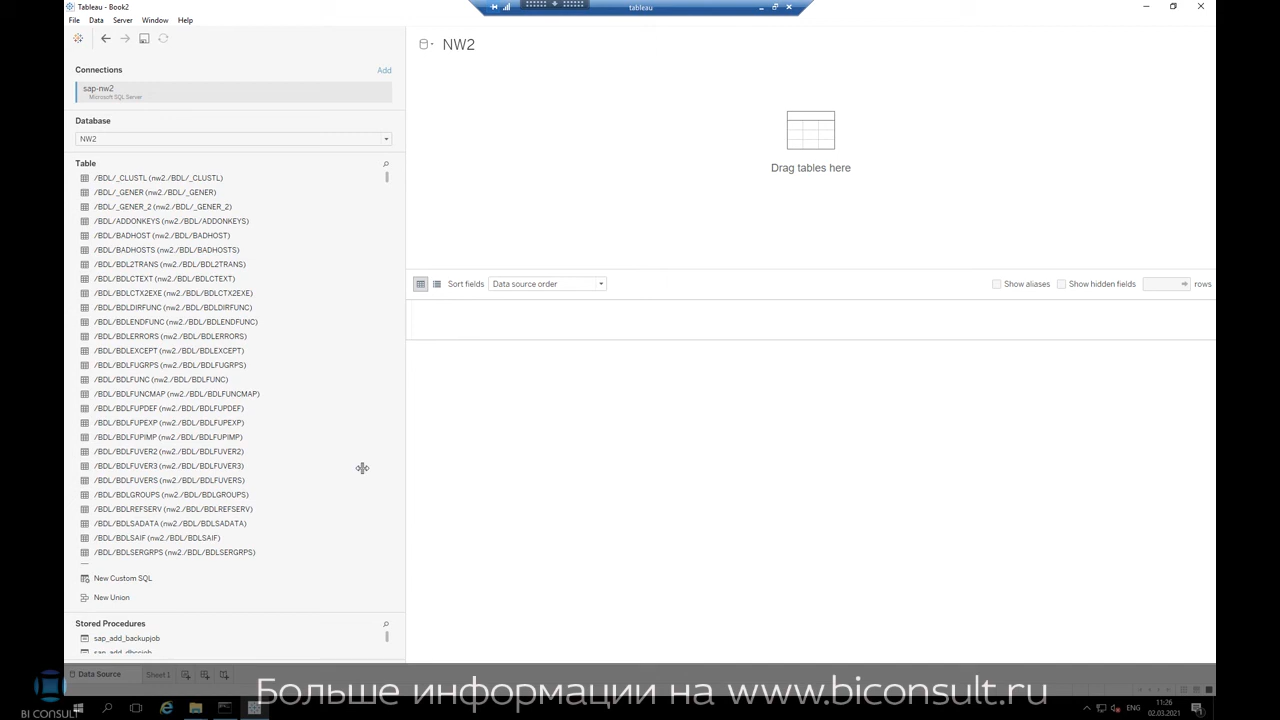 Tableau - Book2
tableau
File Data Server Window Help
Connections Add
sap-nw2
Microsoft SQL Server
Database
NW2
Table
/BDL/_CLUSTL (nw2./BDL/_CLUSTL)
/BDL/_GENER (nw2./BDL/_GENER)
/BDL/_GENER_2 (nw2./BDL/_GENER_2)
/BDL/ADDONKEYS (nw2./BDL/ADDONKEYS)
/BDL/BADHOST (nw2./BDL/BADHOST)
/BDL/BADHOSTS (nw2./BDL/BADHOSTS)
/BDL/BDL2TRANS (nw2./BDL/BDL2TRANS)
/BDL/BDLCTEXT (nw2./BDL/BDLCTEXT)
/BDL/BDLCTX2EXE (nw2./BDL/BDLCTX2EXE)
/BDL/BDLDIRFUNC (nw2./BDL/BDLDIRFUNC)
/BDL/BDLENDFUNC (nw2./BDL/BDLENDFUNC)
/BDL/BDLERRORS (nw2./BDL/BDLERRORS)
/BDL/BDLEXCEPT (nw2./BDL/BDLEXCEPT)
/BDL/BDLFUGRPS (nw2./BDL/BDLFUGRPS)
/BDL/BDLFUNC (nw2./BDL/BDLFUNC)
/BDL/BDLFUNCMAP (nw2./BDL/BDLFUNCMAP)
/BDL/BDLFUPDEF (nw2./BDL/BDLFUPDEF)
/BDL/BDLFUPEXP (nw2./BDL/BDLFUPEXP)
/BDL/BDLFUPIMP (nw2./BDL/BDLFUPIMP)
/BDL/BDLFUVER2 (nw2./BDL/BDLFUVER2)
/BDL/BDLFUVER3 (nw2./BDL/BDLFUVER3)
/BDL/BDLFUVERS (nw2./BDL/BDLFUVERS)
/BDL/BDLGROUPS (nw2./BDL/BDLGROUPS)
/BDL/BDLREFSERV (nw2./BDL/BDLREFSERV)
/BDL/BDLSADATA (nw2./BDL/BDLSADATA)
/BDL/BDLSAIF (nw2./BDL/BDLSAIF)
/BDL/BDLSERGRPS (nw2./BDL/BDLSERGRPS)
New Custom SQL
New Union
Stored Procedures
sap_add_backupjob
sap_add_dbccjob
NW2
Drag tables here
Sort fields Data source order Show aliases Show hidden fields rows
Data Source Sheet 1
Больше информации на www.biconsult.ru
BI CONSULT
ENG
11:26
02.03.2021